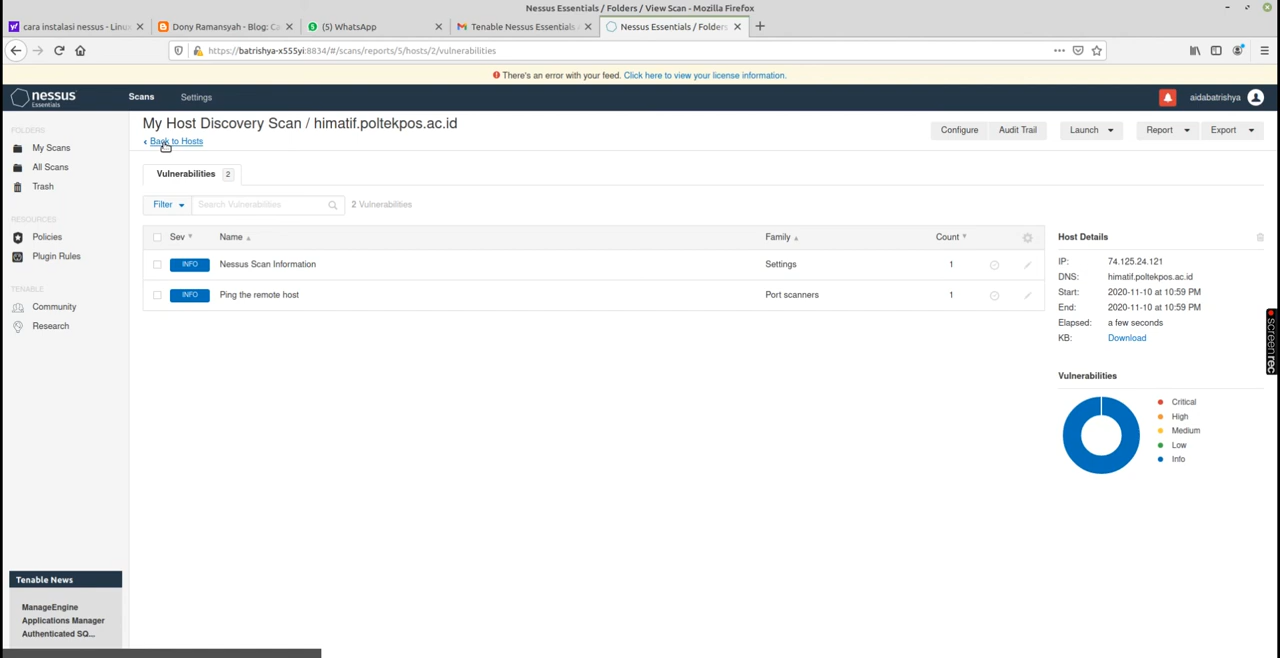 Nessus Essentials / Folders / View Scan - Mozilla Firefox
cara instalasi nessus - Linu
Dony Ramansyah - Blog: Ca
(5) WhatsApp
Tenable Nessus Essentials
Nessus Essentials / Folders
https://batrishya-x555yi:8834/#/scans/reports/5/hosts/2/vulnerabilities
There's an error with your feed. Click here to view your license information.
nessus
Essentials
Scans
Settings
aidabatrishya
FOLDERS
My Scans
All Scans
Trash
RESOURCES
Policies
Plugin Rules
TENABLE
Community
Research
Tenable News
ManageEngine
Applications Manager
Authenticated SQ...
My Host Discovery Scan / himatif.poltekpos.ac.id
‹ Back to Hosts
Configure
Audit Trail
Launch
Report
Export
Vulnerabilities 2
Filter
Search Vulnerabilities
2 Vulnerabilities
Sev Name Family Count
INFO Nessus Scan Information Settings 1
INFO Ping the remote host Port scanners 1
Host Details
IP: 74.125.24.121
DNS: himatif.poltekpos.ac.id
Start: 2020-11-10 at 10:59 PM
End: 2020-11-10 at 10:59 PM
Elapsed: a few seconds
KB: Download
Vulnerabilities
Critical
High
Medium
Low
Info
screenrec